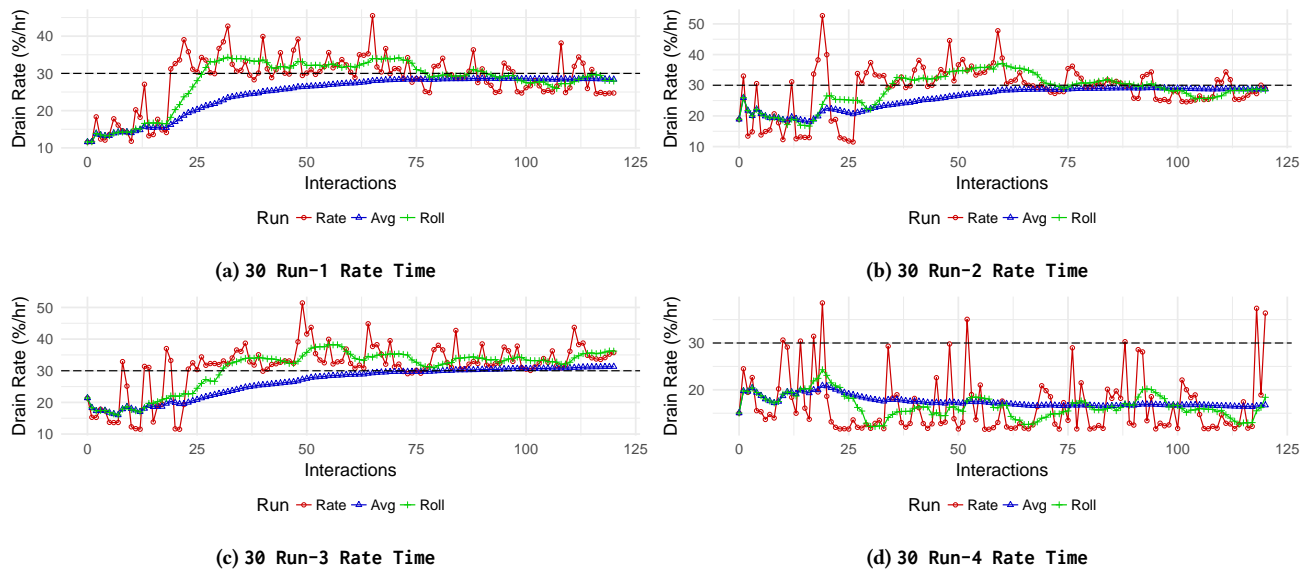 Drain Rate (%/hr)
40
30
20
10
0 25 50 75 100 125
Interactions
Run Rate Avg Roll
(a) 30 Run-1 Rate Time
Drain Rate (%/hr)
50
40
30
20
10
0 25 50 75 100 125
Interactions
Run Rate Avg Roll
(b) 30 Run-2 Rate Time
Drain Rate (%/hr)
50
40
30
20
10
0 25 50 75 100 125
Interactions
Run Rate Avg Roll
(c) 30 Run-3 Rate Time
Drain Rate (%/hr)
30
20
0 25 50 75 100 125
Interactions
Run Rate Avg Roll
(d) 30 Run-4 Rate Time